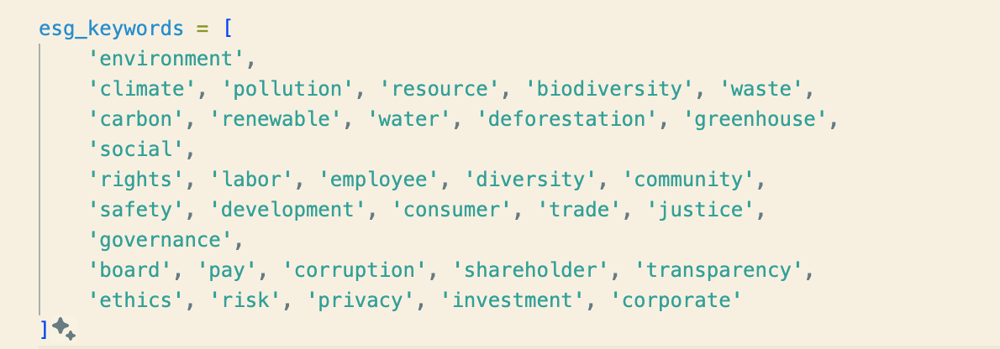 esg_keywords = [
    'environment',
    'climate', 'pollution', 'resource', 'biodiversity', 'waste',
    'carbon', 'renewable', 'water', 'deforestation', 'greenhouse',
    'social',
    'rights', 'labor', 'employee', 'diversity', 'community',
    'safety', 'development', 'consumer', 'trade', 'justice',
    'governance',
    'board', 'pay', 'corruption', 'shareholder', 'transparency',
    'ethics', 'risk', 'privacy', 'investment', 'corporate'
]